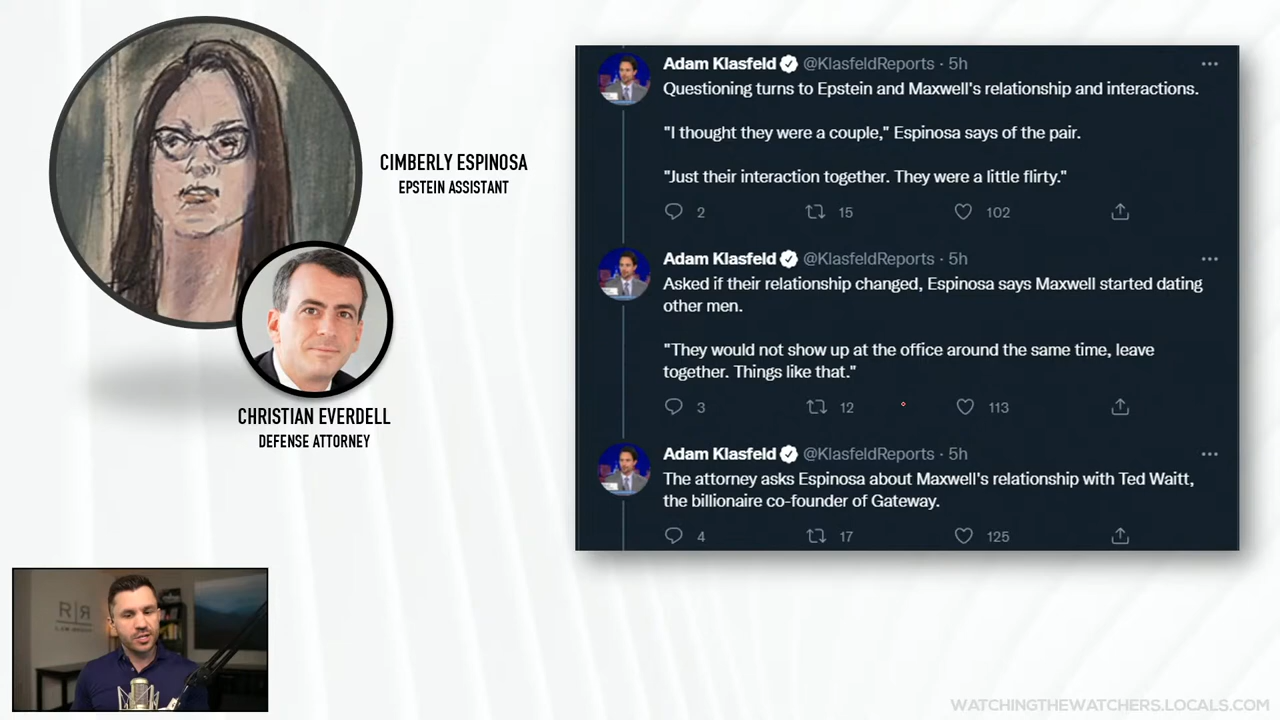 CIMBERLY ESPINOSA
EPSTEIN ASSISTANT
CHRISTIAN EVERDELL
DEFENSE ATTORNEY
Adam Klasfeld @KlasfeldReports · 5h
Questioning turns to Epstein and Maxwell's relationship and interactions.
"I thought they were a couple," Espinosa says of the pair.
"Just their interaction together. They were a little flirty."
2 15 102
Adam Klasfeld @KlasfeldReports · 5h
Asked if their relationship changed, Espinosa says Maxwell started dating
other men.
"They would not show up at the office around the same time, leave
together. Things like that."
3 12 113
Adam Klasfeld @KlasfeldReports · 5h
The attorney asks Espinosa about Maxwell's relationship with Ted Waitt,
the billionaire co-founder of Gateway.
4 17 125
WATCHINGTHEWATCHERS.LOCALS.COM